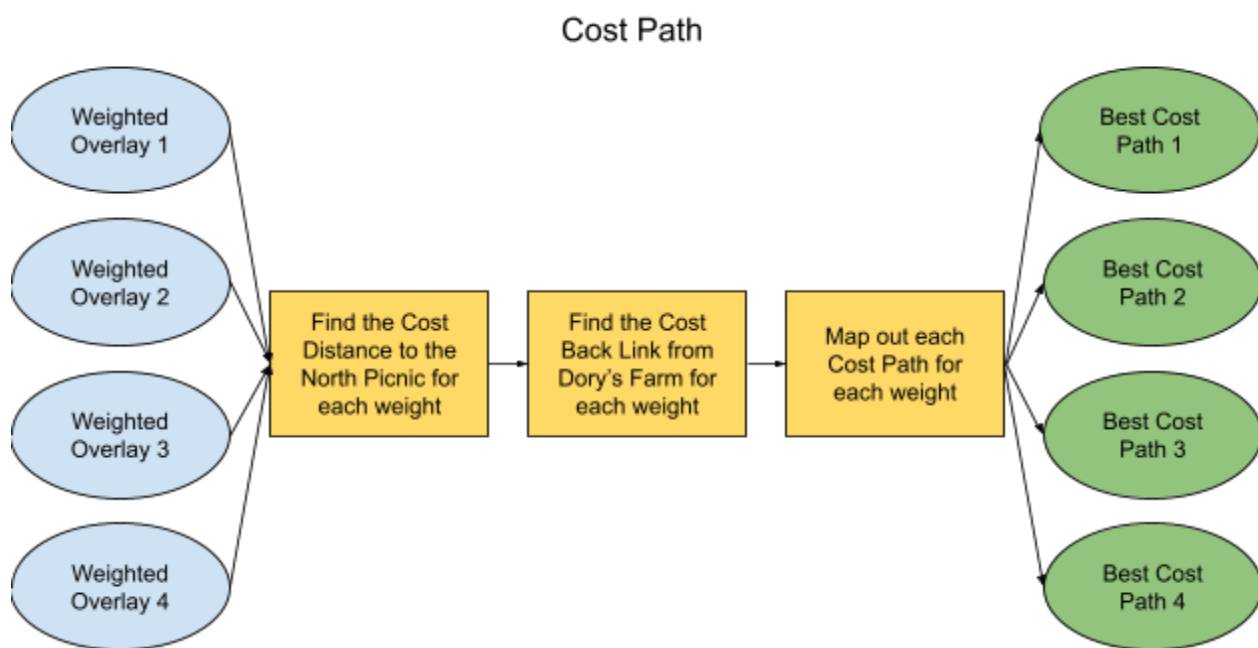 Cost Path
Weighted
Overlay 1
Weighted
Overlay 2
Weighted
Overlay 3
Weighted
Overlay 4
Find the Cost
Distance to the
North Picnic for
each weight
Find the Cost
Back Link from
Dory's Farm for
each weight
Map out each
Cost Path for
each weight
Best Cost
Path 1
Best Cost
Path 2
Best Cost
Path 3
Best Cost
Path 4